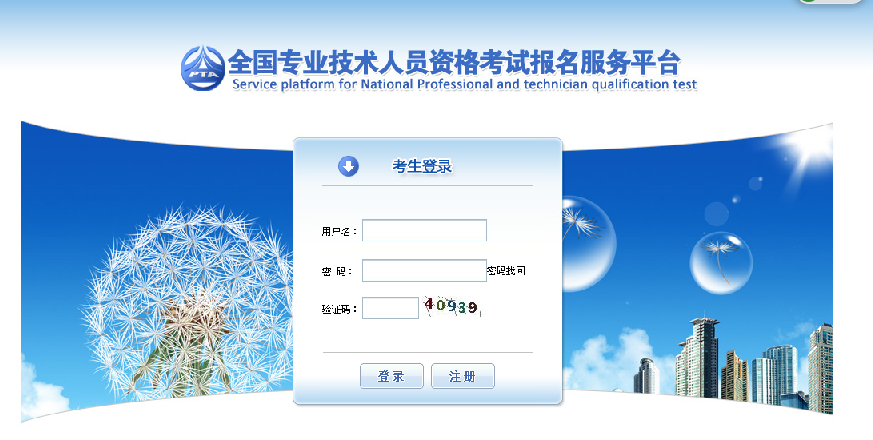 全国专业技术人员资格考试报名服务平台
PTA
Service platform for National Professional and technician qualification test
考生登录
用户名：
密 码： 密码找回
验证码： 40939
登录 注册